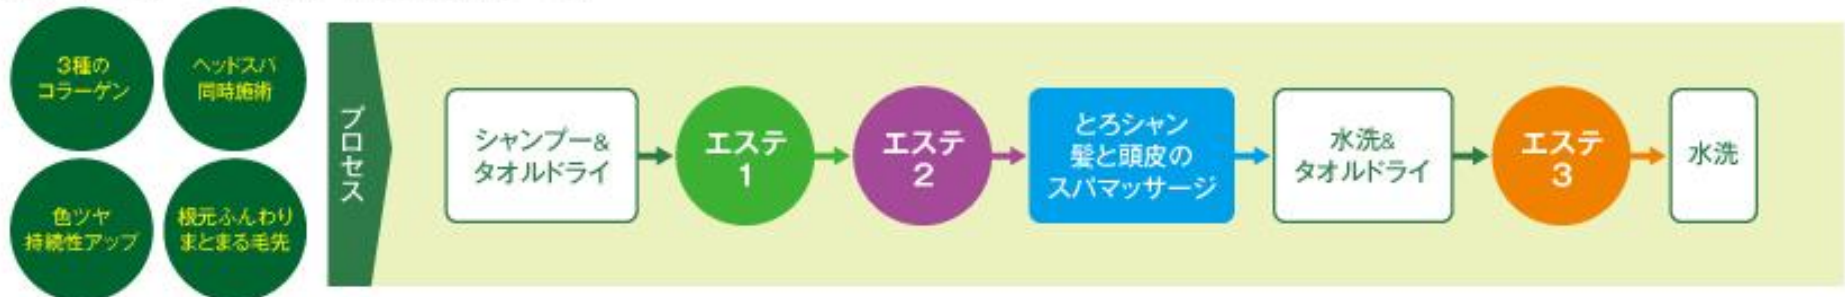 3種の
コラーゲン
ヘッドスパ
同時施術
色ツヤ
持続性アップ
根元ふんわり
まとまる毛先
プロセス
シャンプー&
タオルドライ
エステ
1
エステ
2
とろシャン
髪と頭皮の
スパマッサージ
水洗&
タオルドライ
エステ
3
水洗